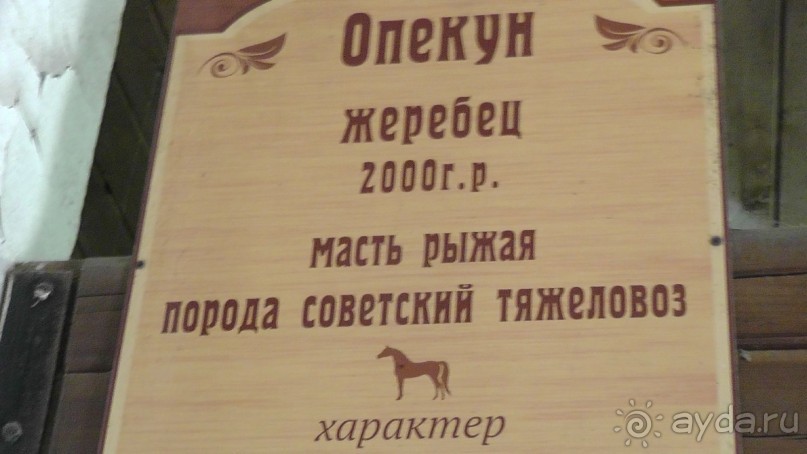 Опекун
жеребец
2000г.р.
масть рыжая
порода советский тяжеловоз
характер
ayda.ru